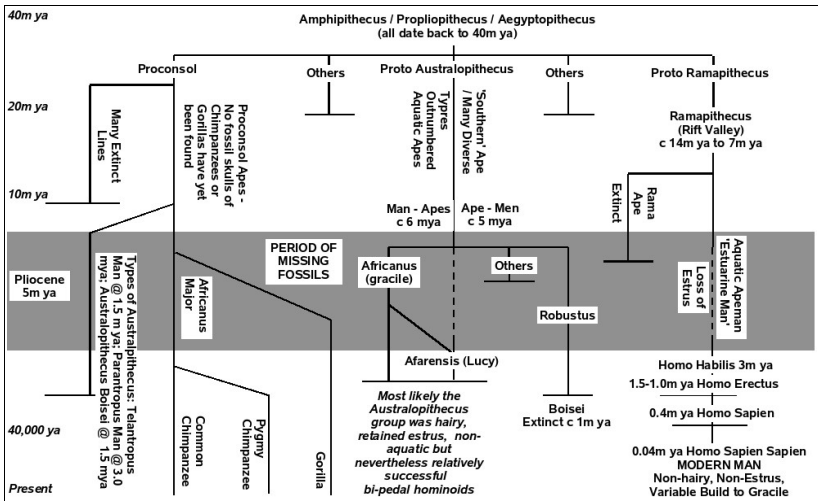 40m ya
Amphipithecus / Propliopithecus / Aegyptopithecus
(all date back to 40m ya)
Proconsol
Others
Proto Australopithecus
Others
Proto Ramapithecus
20m ya
Many Extinct
Lines
Proconsol Apes -
No fossil skulls of
Chimpanzees or
Gorillas have yet
been found
'Southern' Ape
/ Many Diverse
Typres
Outnumbered
Aquatic Apes
Ramapithecus
(Rift Valley)
c 14m ya to 7m ya
10m ya
Rama
Ape
Extinct
Man - Apes
c 6 mya
Ape - Men
c 5 mya
Pliocene
5m ya
Types of Australpithecus: Telantropus
Man @ 1.5 m ya; Parantropus Man @ 3.0
mya; Australopithecus Boisei @ 1.5 mya
Africanus
Major
PERIOD OF
MISSING
FOSSILS
Africanus
(gracile)
Others
Robustus
Aquatic Apeman
'Estuarine Man'
Loss of
Estrus
Afarensis (Lucy)
Homo Habilis 3m ya
1.5-1.0m ya Homo Erectus
0.4m ya Homo Sapien
40,000 ya
Common
Chimpanzee
Pygmy
Chimpanzee
Gorilla
Most likely the
Australopithecus
group was hairy,
retained estrus, non-
aquatic but
nevertheless relatively
successful
bi-pedal hominoids
Boisei
Extinct c 1m ya
0.04m ya Homo Sapien Sapien
MODERN MAN
Non-hairy, Non-Estrus,
Variable Build to Gracile
Present